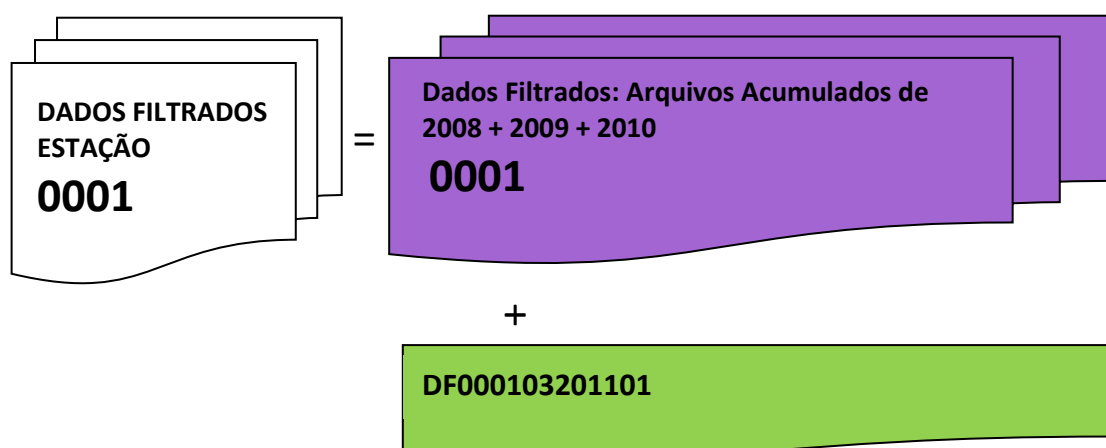 DADOS FILTRADOS
ESTAÇÃO
0001
=
Dados Filtrados: Arquivos Acumulados de
2008 + 2009 + 2010
0001
+
DF000103201101